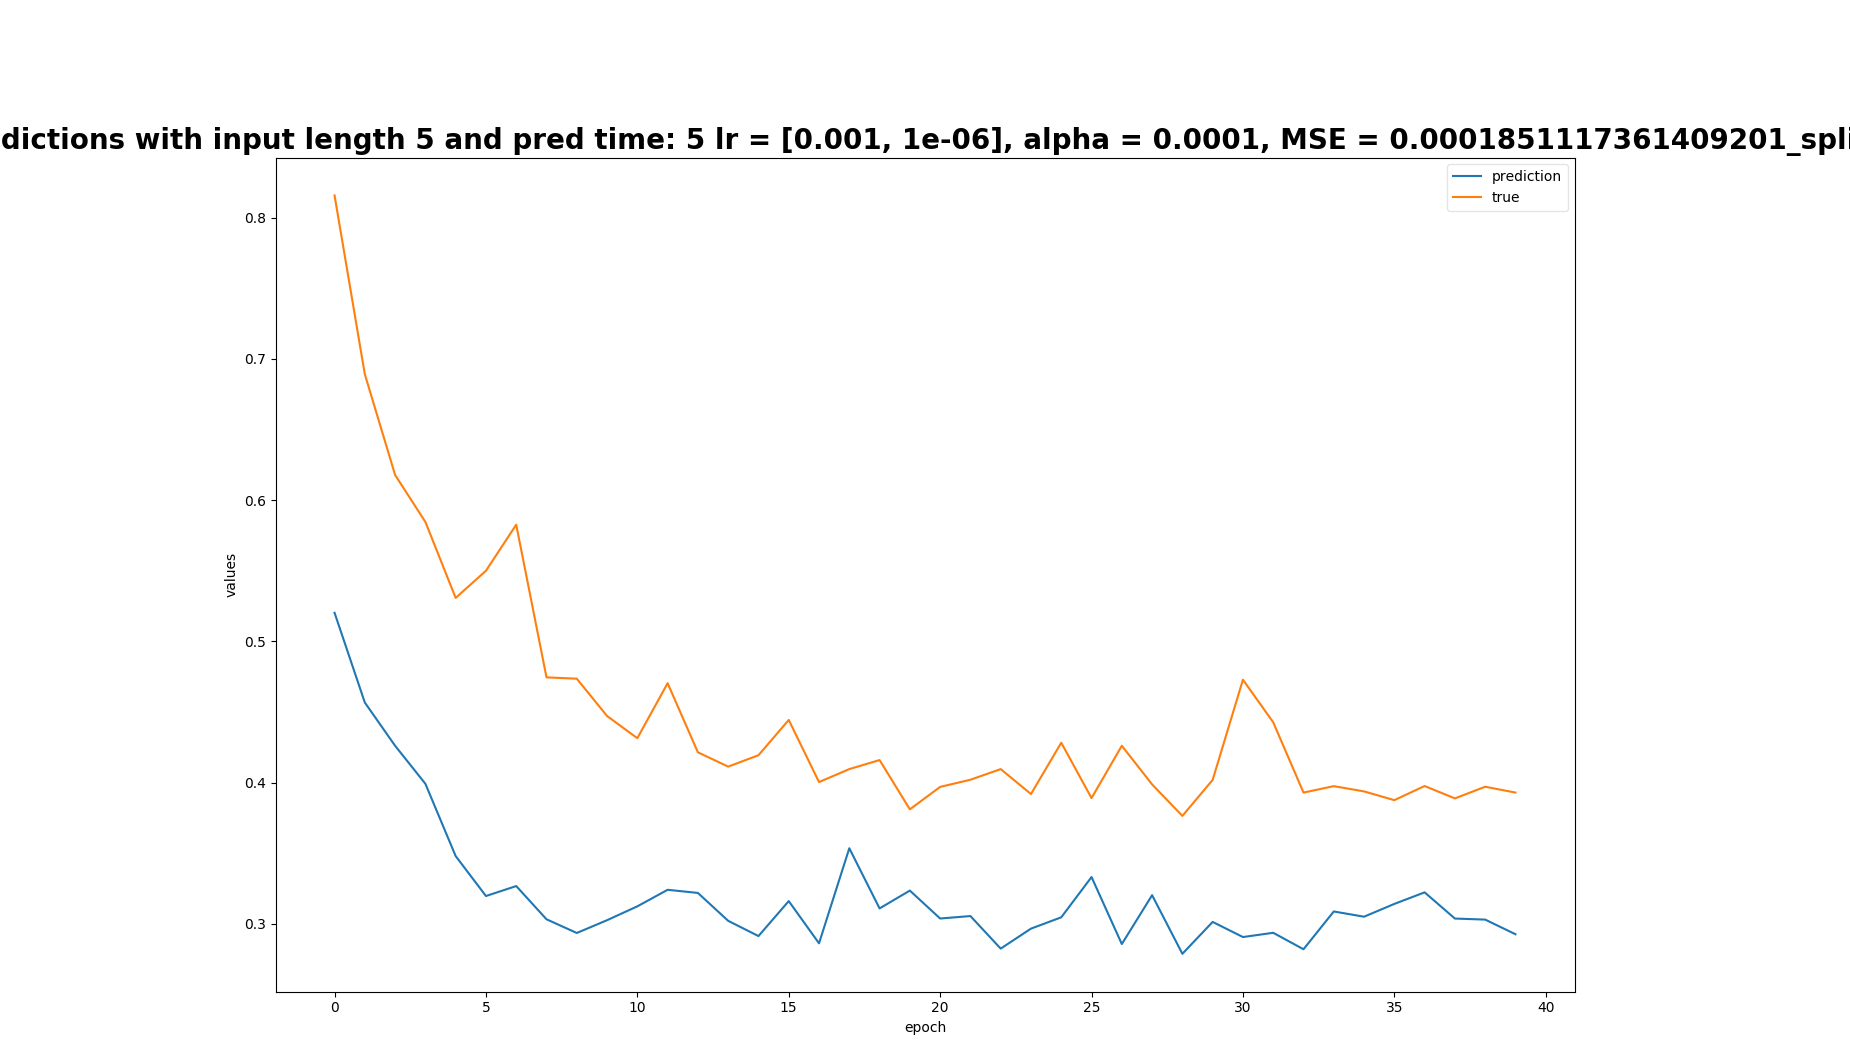 dictions with input length 5 and pred time: 5 lr = [0.001, 1e-06], alpha = 0.0001, MSE = 0.0001851117361409201_spli
prediction
true
0.8
0.7
0.6
0.5
0.4
0.3
values
0 5 10 15 20 25 30 35 40
epoch